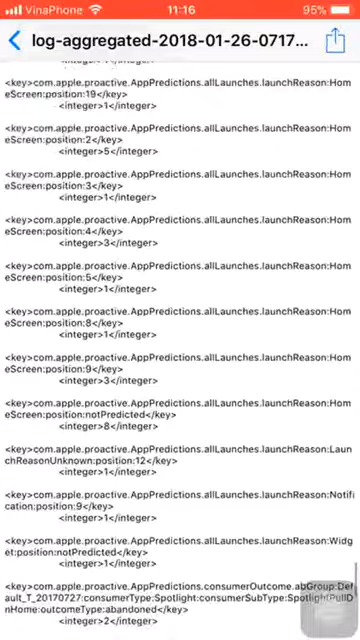 VinaPhone 11:16 95%
log-aggregated-2018-01-26-0717...
<key>com.apple.proactive.AppPredictions.allLaunches.launchReason:Hom
eScreen:position:19</key>
<integer>1</integer>
<key>com.apple.proactive.AppPredictions.allLaunches.launchReason:Hom
eScreen:position:2</key>
<integer>5</integer>
<key>com.apple.proactive.AppPredictions.allLaunches.launchReason:Hom
eScreen:position:3</key>
<integer>1</integer>
<key>com.apple.proactive.AppPredictions.allLaunches.launchReason:Hom
eScreen:position:4</key>
<integer>3</integer>
<key>com.apple.proactive.AppPredictions.allLaunches.launchReason:Hom
eScreen:position:5</key>
<integer>1</integer>
<key>com.apple.proactive.AppPredictions.allLaunches.launchReason:Hom
eScreen:position:8</key>
<integer>1</integer>
<key>com.apple.proactive.AppPredictions.allLaunches.launchReason:Hom
eScreen:position:9</key>
<integer>3</integer>
<key>com.apple.proactive.AppPredictions.allLaunches.launchReason:Hom
eScreen:position:notPredicted</key>
<integer>8</integer>
<key>com.apple.proactive.AppPredictions.allLaunches.launchReason:Laun
chReasonUnknown:position:12</key>
<integer>1</integer>
<key>com.apple.proactive.AppPredictions.allLaunches.launchReason:Notifi
cation:position:9</key>
<integer>1</integer>
<key>com.apple.proactive.AppPredictions.allLaunches.launchReason:Widg
et:position:notPredicted</key>
<integer>1</integer>
<key>com.apple.proactive.AppPredictions.consumerOutcome.abGroup:Def
ault_T_20170727:consumerType:Spotlight:consumerSubType:SpotlightPullD
nHome:outcomeType:abandoned</key>
<integer>2</integer>